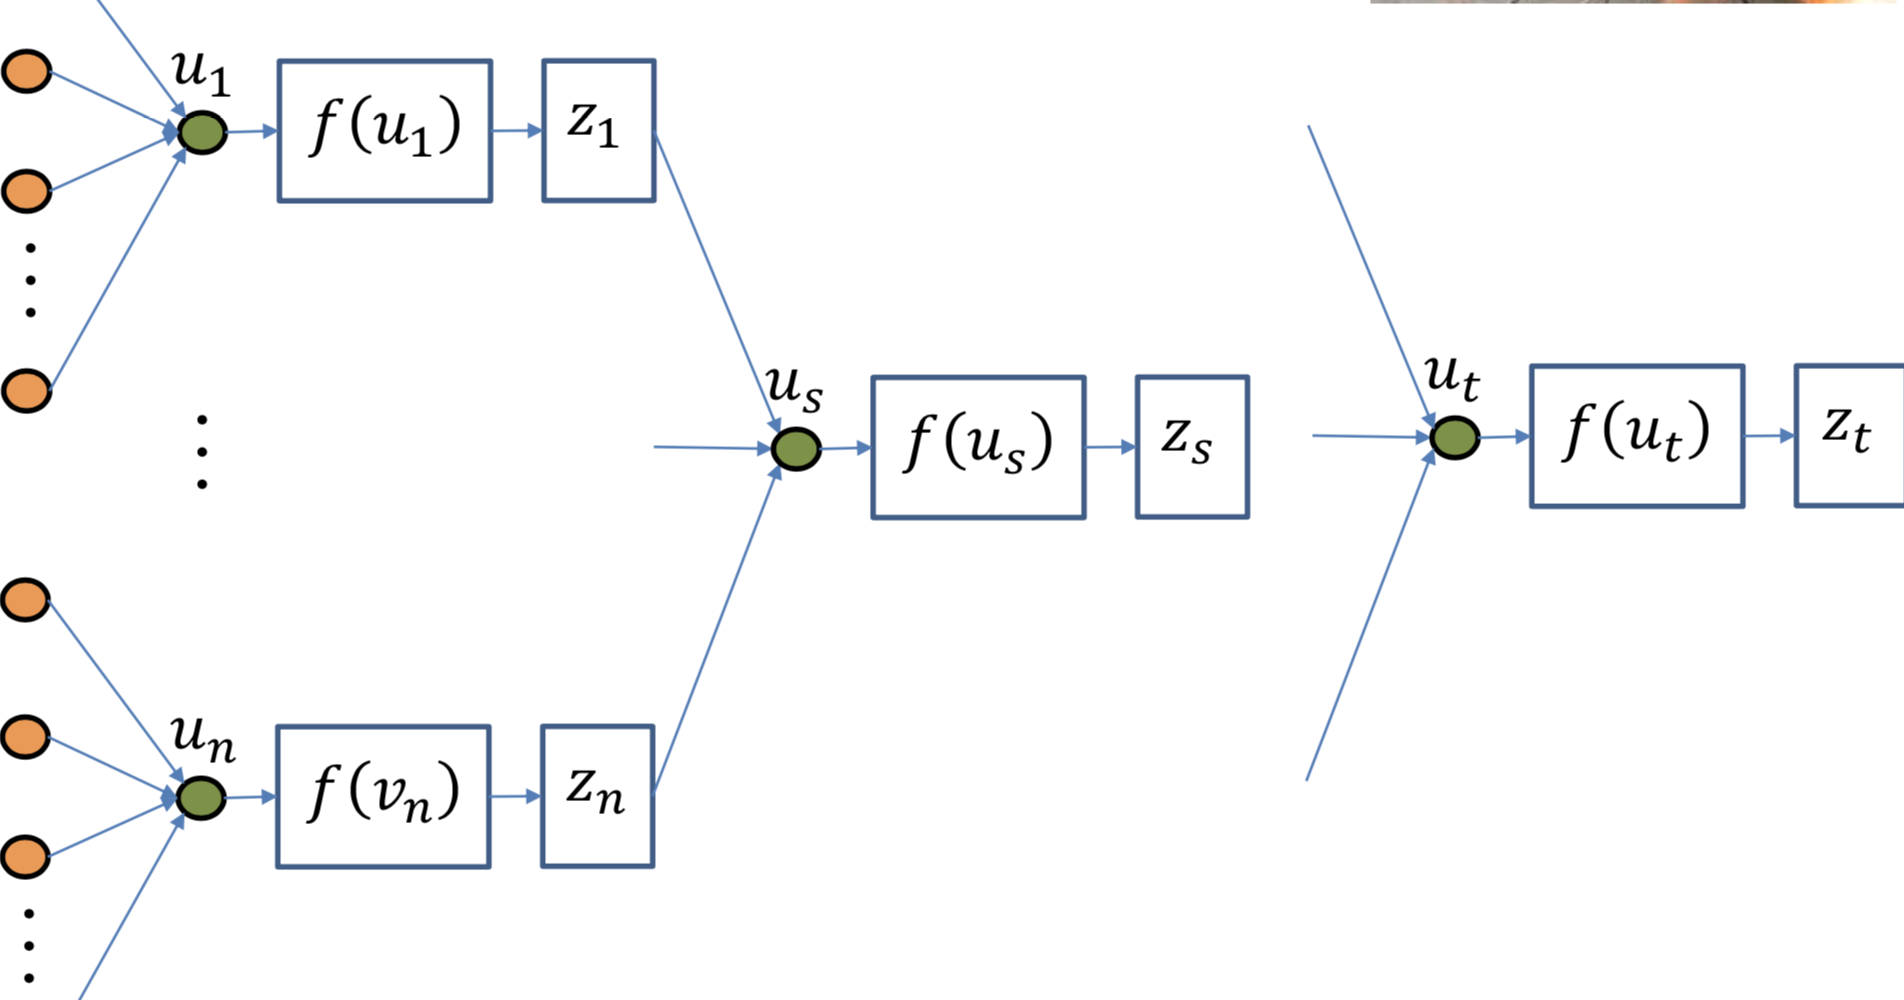 u₁
f(u₁)
z₁
uₛ
f(uₛ)
zₛ
uₜ
f(uₜ)
zₜ
uₙ
f(vₙ)
zₙ